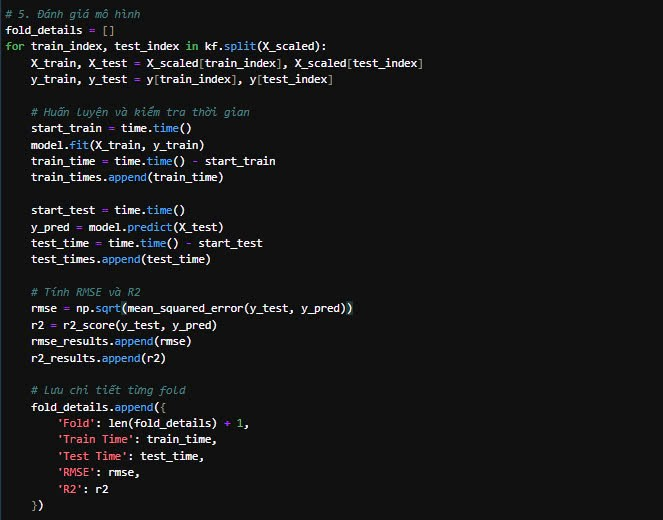 # 5. Đánh giá mô hình
fold_details = []
for train_index, test_index in kf.split(X_scaled):
    X_train, X_test = X_scaled[train_index], X_scaled[test_index]
    y_train, y_test = y[train_index], y[test_index]

    # Huấn luyện và kiểm tra thời gian
    start_train = time.time()
    model.fit(X_train, y_train)
    train_time = time.time() - start_train
    train_times.append(train_time)

    start_test = time.time()
    y_pred = model.predict(X_test)
    test_time = time.time() - start_test
    test_times.append(test_time)

    # Tính RMSE và R2
    rmse = np.sqrt(mean_squared_error(y_test, y_pred))
    r2 = r2_score(y_test, y_pred)
    rmse_results.append(rmse)
    r2_results.append(r2)

    # Lưu chi tiết từng fold
    fold_details.append({
        'Fold': len(fold_details) + 1,
        'Train Time': train_time,
        'Test Time': test_time,
        'RMSE': rmse,
        'R2': r2
    })